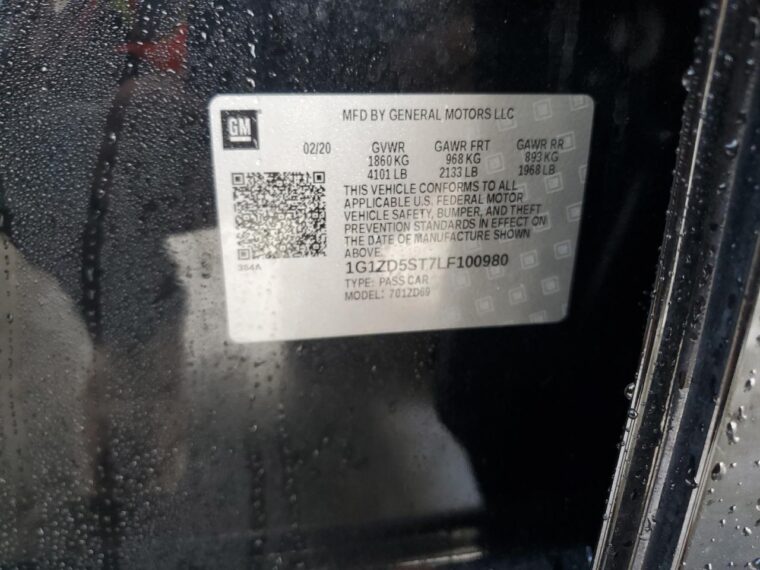 GM
MFD BY GENERAL MOTORS LLC
02/20 GVWR GAWR FRT GAWR RR
1860 KG 968 KG 893 KG
4101 LB 2133 LB 1968 LB
THIS VEHICLE CONFORMS TO ALL
APPLICABLE U.S. FEDERAL MOTOR
VEHICLE SAFETY, BUMPER, AND THEFT
PREVENTION STANDARDS IN EFFECT ON
THE DATE OF MANUFACTURE SHOWN
ABOVE.
1G1ZD5ST7LF100980
TYPE: PASS CAR
MODEL: